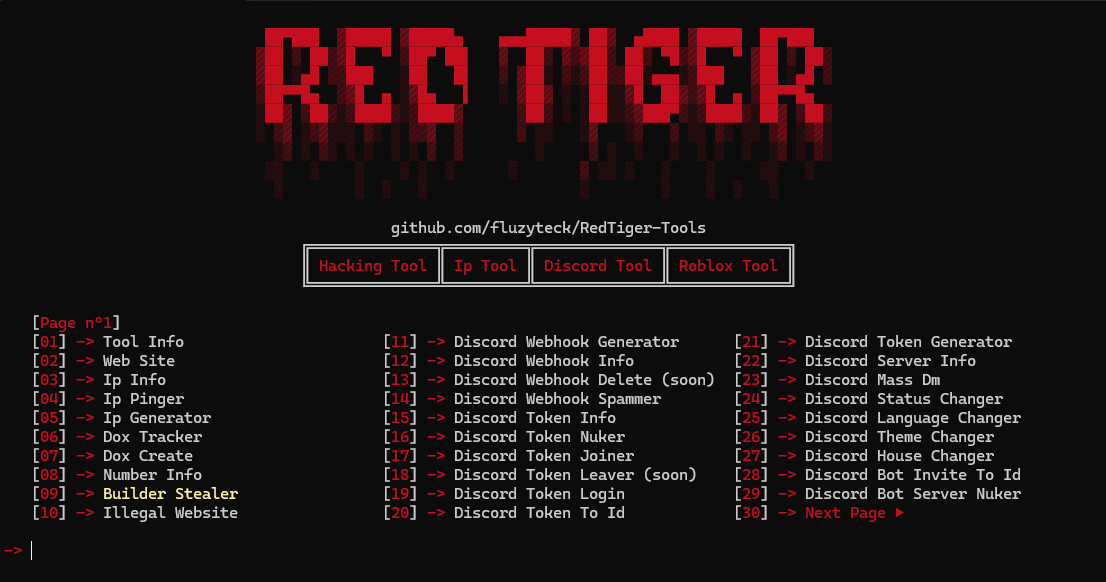 RED TIGER
github.com/fluzyteck/RedTiger-Tools
Hacking Tool Ip Tool Discord Tool Roblox Tool
[Page n°1]
[01] -> Tool Info [11] -> Discord Webhook Generator [21] -> Discord Token Generator
[02] -> Web Site [12] -> Discord Webhook Info [22] -> Discord Server Info
[03] -> Ip Info [13] -> Discord Webhook Delete (soon) [23] -> Discord Mass Dm
[04] -> Ip Pinger [14] -> Discord Webhook Spammer [24] -> Discord Status Changer
[05] -> Ip Generator [15] -> Discord Token Info [25] -> Discord Language Changer
[06] -> Dox Tracker [16] -> Discord Token Nuker [26] -> Discord Theme Changer
[07] -> Dox Create [17] -> Discord Token Joiner [27] -> Discord House Changer
[08] -> Number Info [18] -> Discord Token Leaver (soon) [28] -> Discord Bot Invite To Id
[09] -> Builder Stealer [19] -> Discord Token Login [29] -> Discord Bot Server Nuker
[10] -> Illegal Website [20] -> Discord Token To Id [30] -> Next Page ►
->